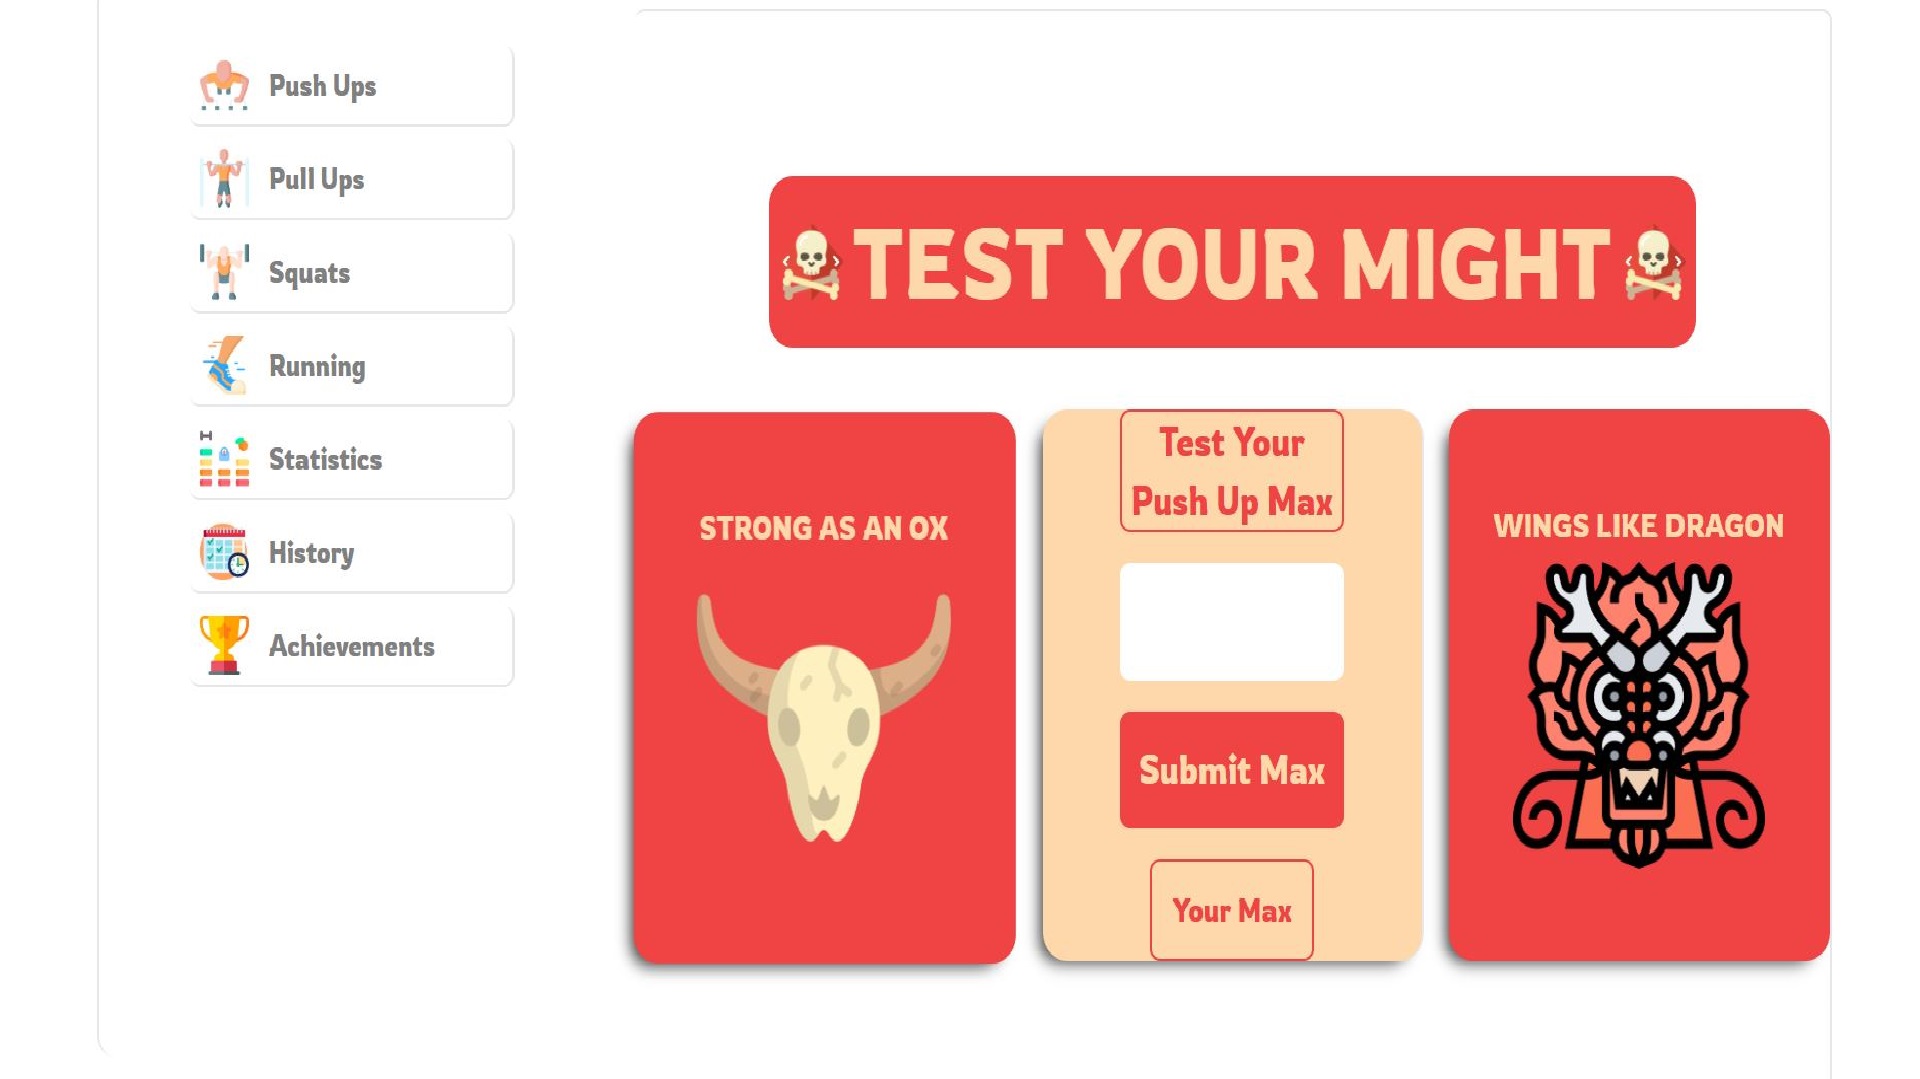 Push Ups
Pull Ups
Squats
Running
Statistics
History
Achievements
TEST YOUR MIGHT
STRONG AS AN OX
Test Your
Push Up Max
Submit Max
Your Max
WINGS LIKE DRAGON